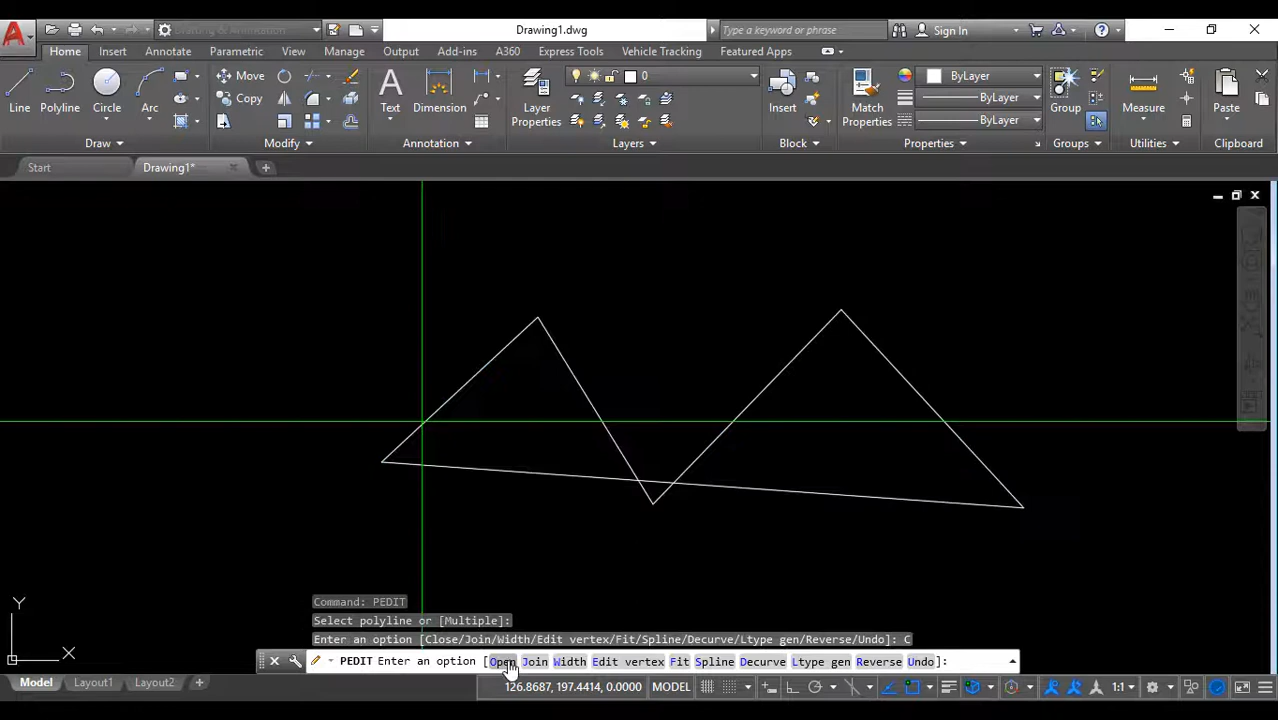 Drafting & Annotation
Drawing1.dwg
Type a keyword or phrase
Sign In
Home Insert Annotate Parametric View Manage Output Add-ins A360 Express Tools Vehicle Tracking Featured Apps
Line Polyline Circle Arc
Move
Copy
Text Dimension
Layer
Properties
0
Insert
Match
Properties
ByLayer
ByLayer
ByLayer
Group
Measure
Paste
Draw Modify Annotation Layers Block Properties Groups Utilities Clipboard
Start Drawing1*
Command: PEDIT
Select polyline or [Multiple]:
Enter an option [Close/Join/Width/Edit vertex/Fit/Spline/Decurve/Ltype gen/Reverse/Undo]: C
PEDIT Enter an option [Open Join Width Edit vertex Fit Spline Decurve Ltype gen Reverse Undo]:
Y
X
Model Layout1 Layout2
126.8687, 197.4414, 0.0000 MODEL 1:1